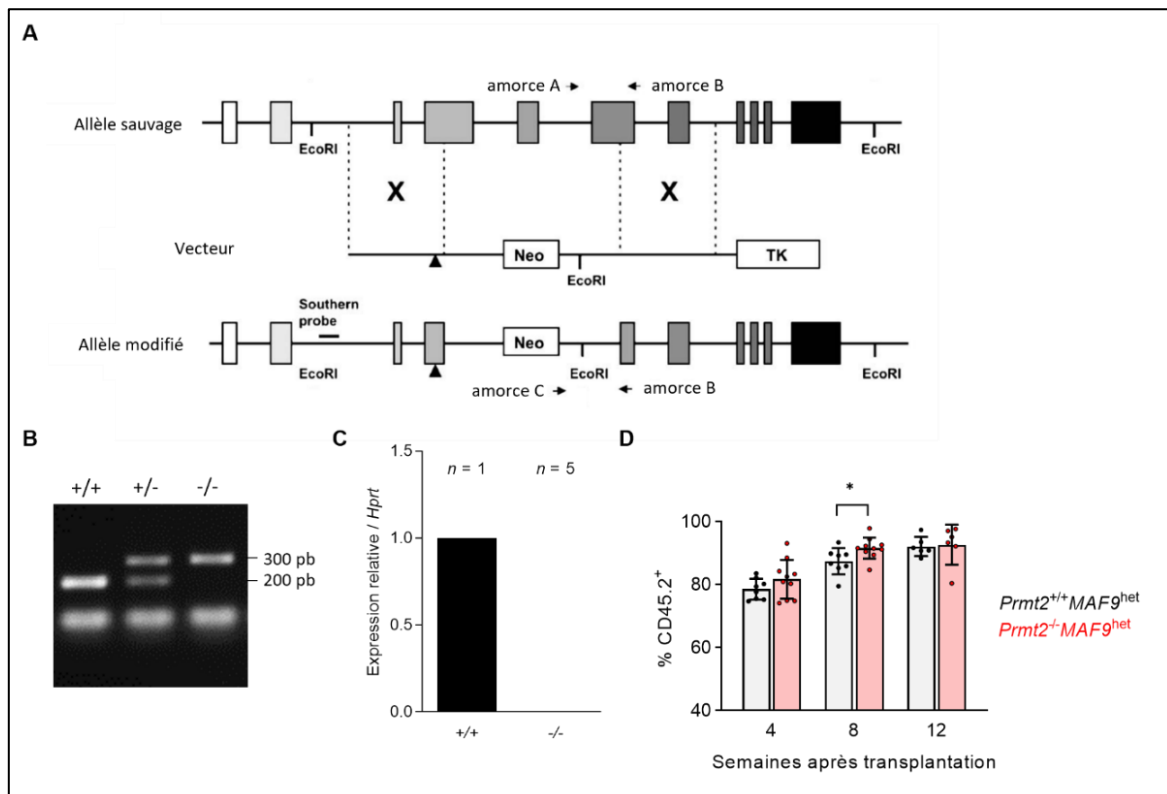 A
amorce A
amorce B
Allèle sauvage
EcoRI
EcoRI
X
X
Vecteur
Neo
TK
EcoRI
Southern
probe
Allèle modifié
Neo
EcoRI
EcoRI
EcoRI
amorce C
amorce B
B
+/+ +/- -/-
300 pb
200 pb
C
Expression relative / Hprt
1.5
1.0
0.5
0.0
n = 1 n = 5
+/+ -/-
D
% CD45.2+
100
80
60
40
*
4 8 12
Semaines après transplantation
Prmt2+/+MAF9het
Prmt2-/-MAF9het